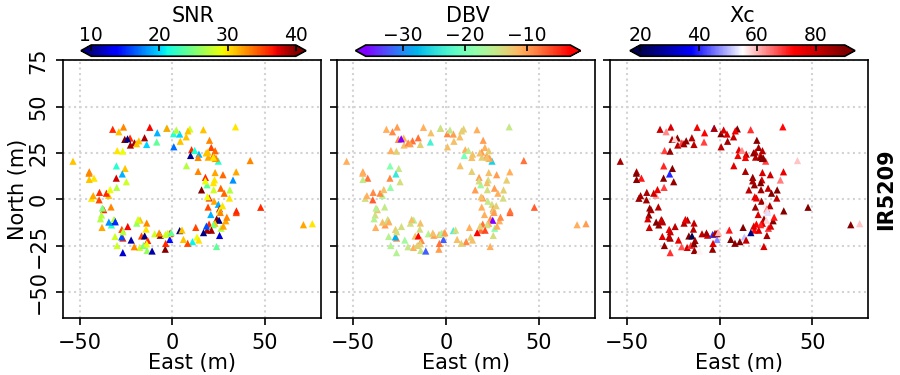 SNR DBV Xc
10 20 30 40 −30 −20 −10 20 40 60 80
75
50
25
0
−25
−50
North (m)
IR5209
−50 0 50 −50 0 50 −50 0 50
East (m) East (m) East (m)